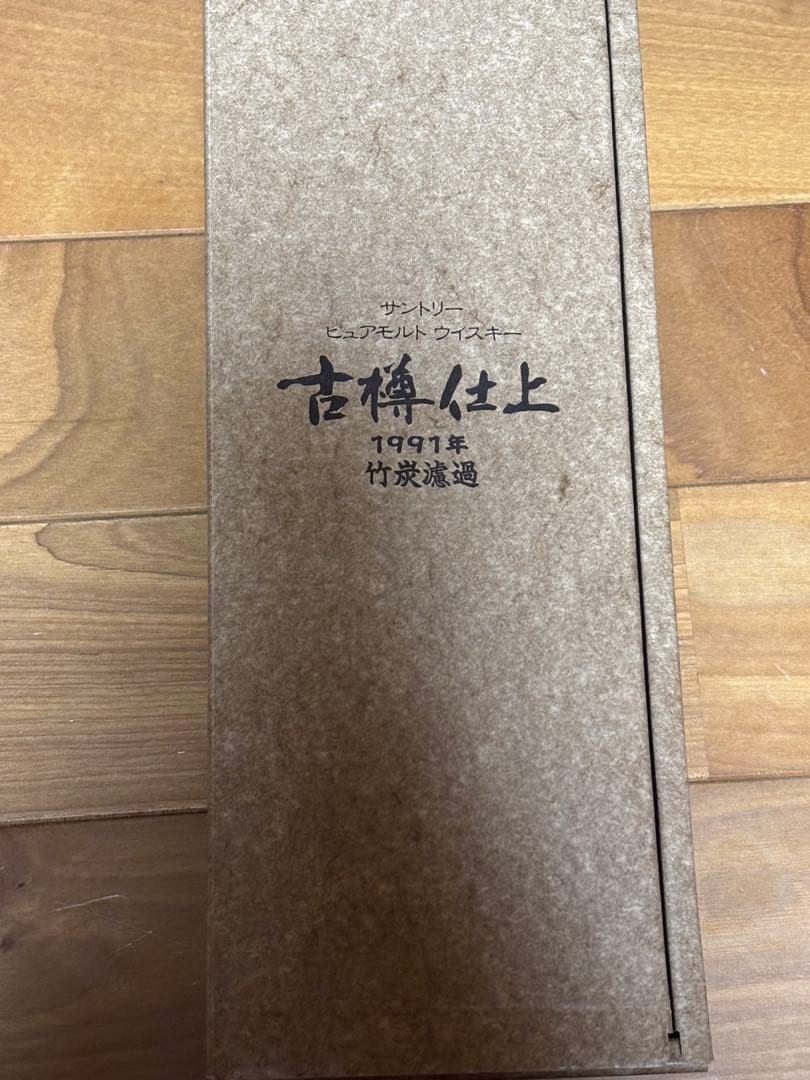 サントリー
ピュアモルト ウイスキー
古樽仕上
1991年
竹炭濾過